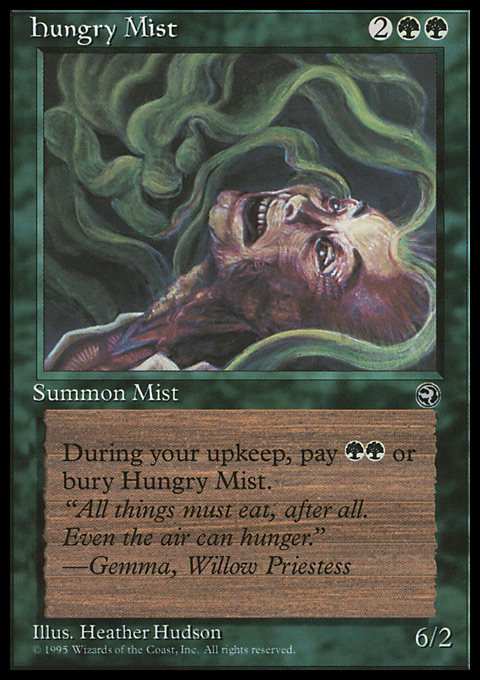 Hungry Mist
2
Summon Mist
During your upkeep, pay or
bury Hungry Mist.
“All things must eat, after all.
Even the air can hunger.”
—Gemma, Willow Priestess
Illus. Heather Hudson
6/2
© 1995 Wizards of the Coast, Inc. All rights reserved.